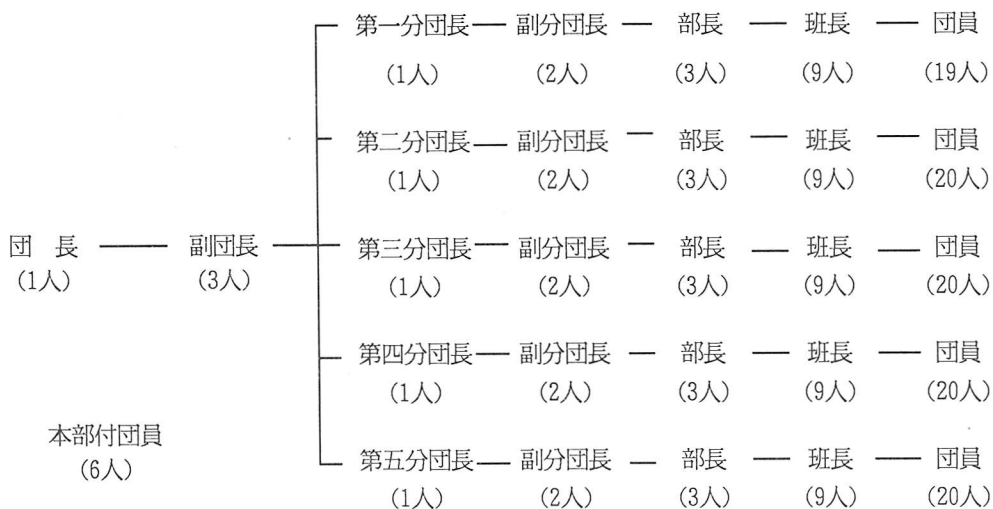 第一分団長 副分団長 部長 班長 団員
(1人) (2人) (3人) (9人) (19人)
第二分団長 副分団長 部長 班長 団員
(1人) (2人) (3人) (9人) (20人)
団 長 副団長 第三分団長 副分団長 部長 班長 団員
(1人) (3人) (1人) (2人) (3人) (9人) (20人)
第四分団長 副分団長 部長 班長 団員
(1人) (2人) (3人) (9人) (20人)
本部付団員
(6人)
第五分団長 副分団長 部長 班長 団員
(1人) (2人) (3人) (9人) (20人)